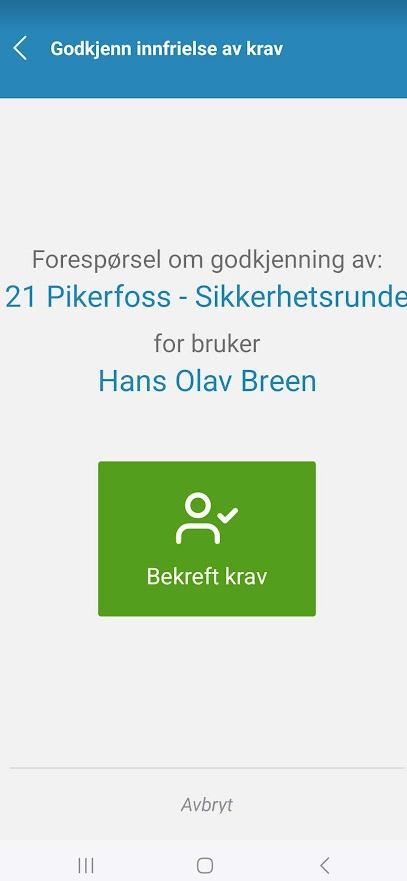 Godkjenn innfrielse av krav
Forespørsel om godkjenning av:
21 Pikerfoss - Sikkerhetsrunde
for bruker
Hans Olav Breen
Bekreft krav
Avbryt